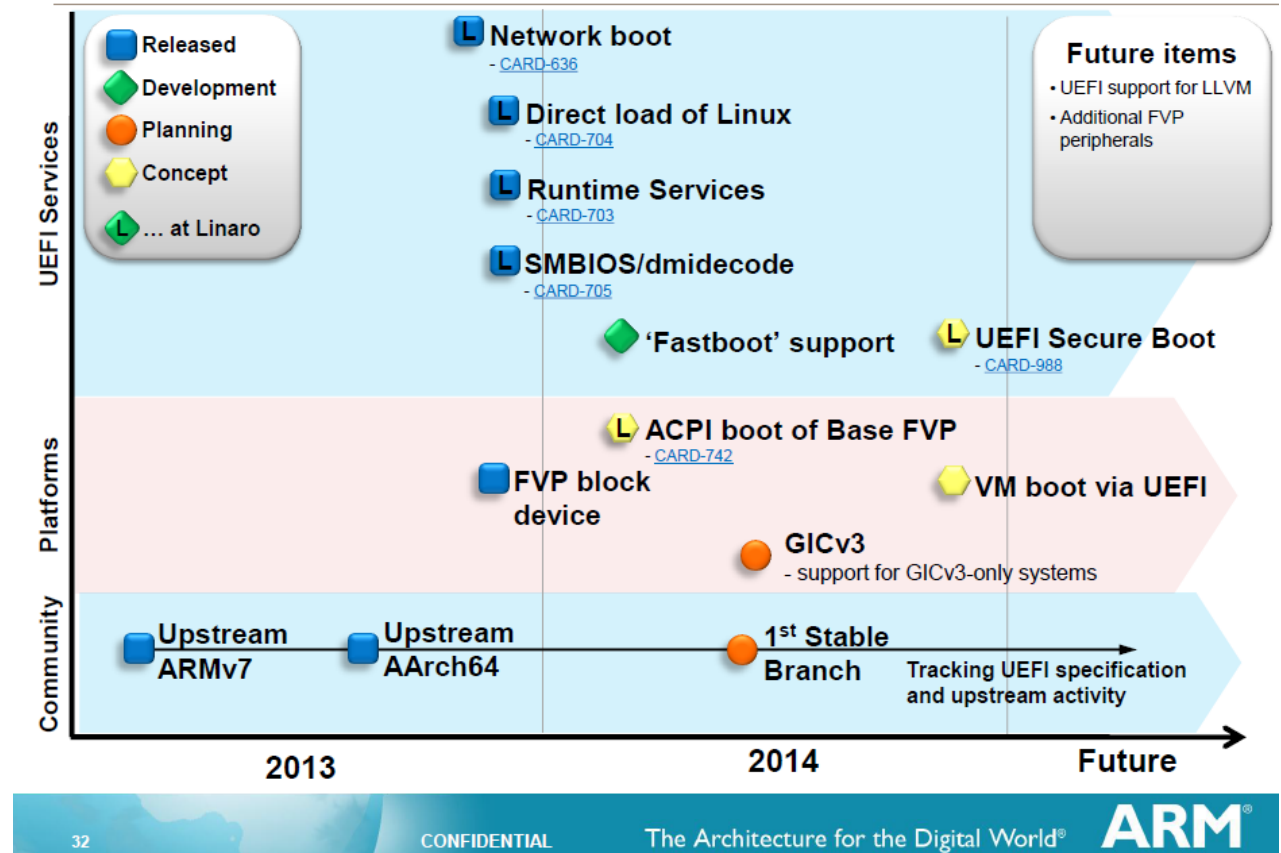 Released
Development
Planning
Concept
L ... at Linaro
UEFI Services
L Network boot
- CARD-636
L Direct load of Linux
- CARD-704
L Runtime Services
- CARD-703
L SMBIOS/dmidecode
- CARD-705
'Fastboot' support
L UEFI Secure Boot
- CARD-988
Future items
• UEFI support for LLVM
• Additional FVP
peripherals
Platforms
L ACPI boot of Base FVP
- CARD-742
FVP block
device
VM boot via UEFI
GICv3
- support for GICv3-only systems
Community
Upstream
ARMv7
Upstream
AArch64
1st Stable
Branch
Tracking UEFI specification
and upstream activity
2013
2014
Future
32
CONFIDENTIAL
The Architecture for the Digital World®
ARM®